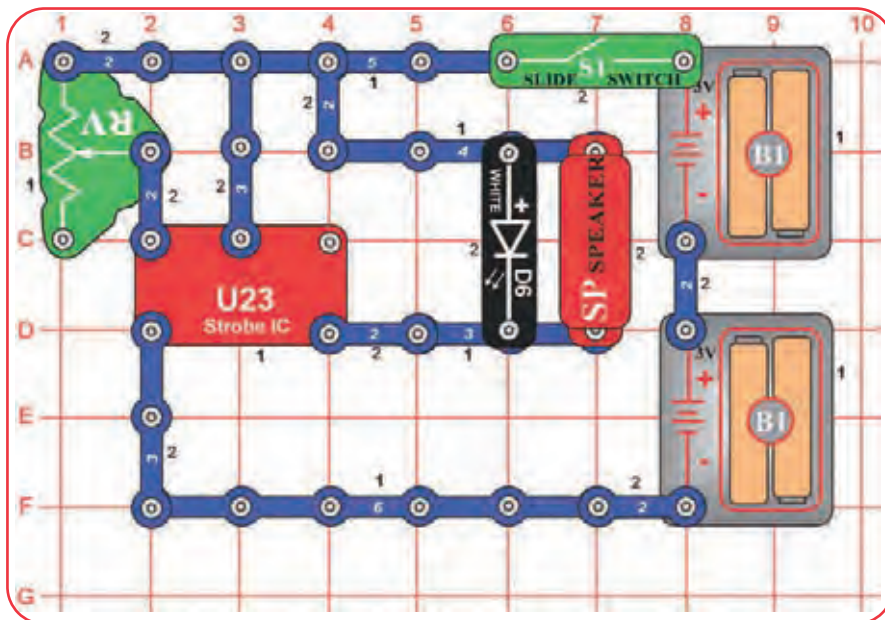 1 2 3 4 5 6 7 8 9 10
2
A 2 5 S1
1
SLIDE SWITCH
2
3V
+
2 2
RV
1 1
B 4 B1
1
2 2 2 3
WHITE
+
-
SPEAKER
SP
C
2 2 2 2
U23
Strobe IC
D6
D 2 3
1 2 1
3V
+
1
E B1
3 2
1 2
-
F 6 2
G